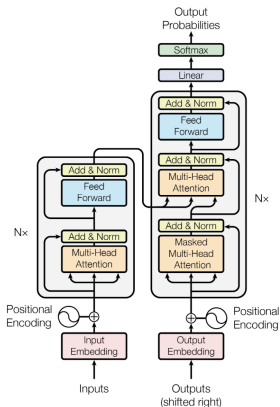 Output
Probabilities
Softmax
Linear
Add & Norm
Feed
Forward
Add & Norm
Multi-Head
Attention
Add & Norm
Masked
Multi-Head
Attention
N×
Positional
Encoding
Output
Embedding
Outputs
(shifted right)
Add & Norm
Feed
Forward
Add & Norm
Multi-Head
Attention
N×
Positional
Encoding
Input
Embedding
Inputs